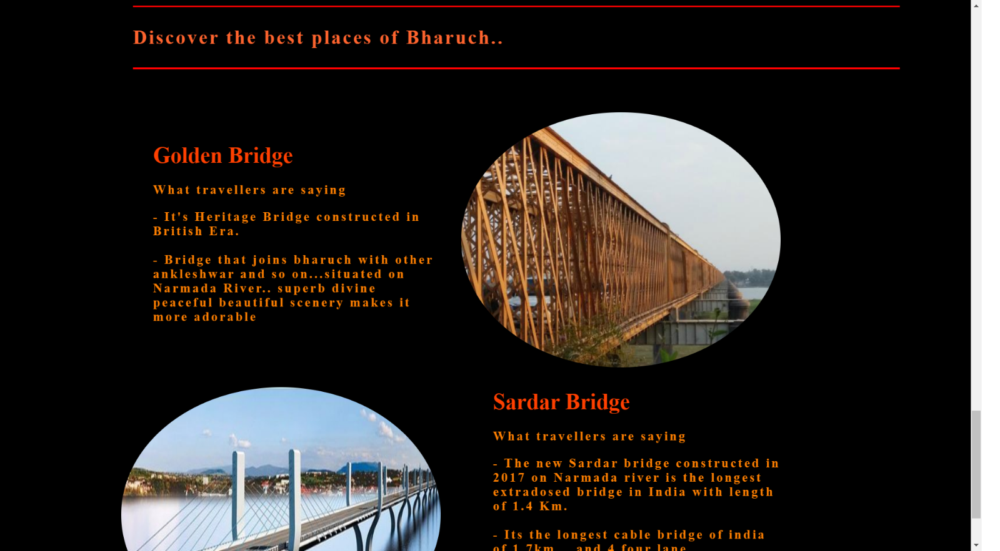 Discover the best places of Bharuch..
Golden Bridge
What travellers are saying
- It's Heritage Bridge constructed in
British Era.
- Bridge that joins bharuch with other
ankleshwar and so on...situated on
Narmada River.. superb divine
peaceful beautiful scenery makes it
more adorable
Sardar Bridge
What travellers are saying
- The new Sardar bridge constructed in
2017 on Narmada river is the longest
extradosed bridge in India with length
of 1.4 Km.
- Its the longest cable bridge of india
of 1.7km... and 4 four lane